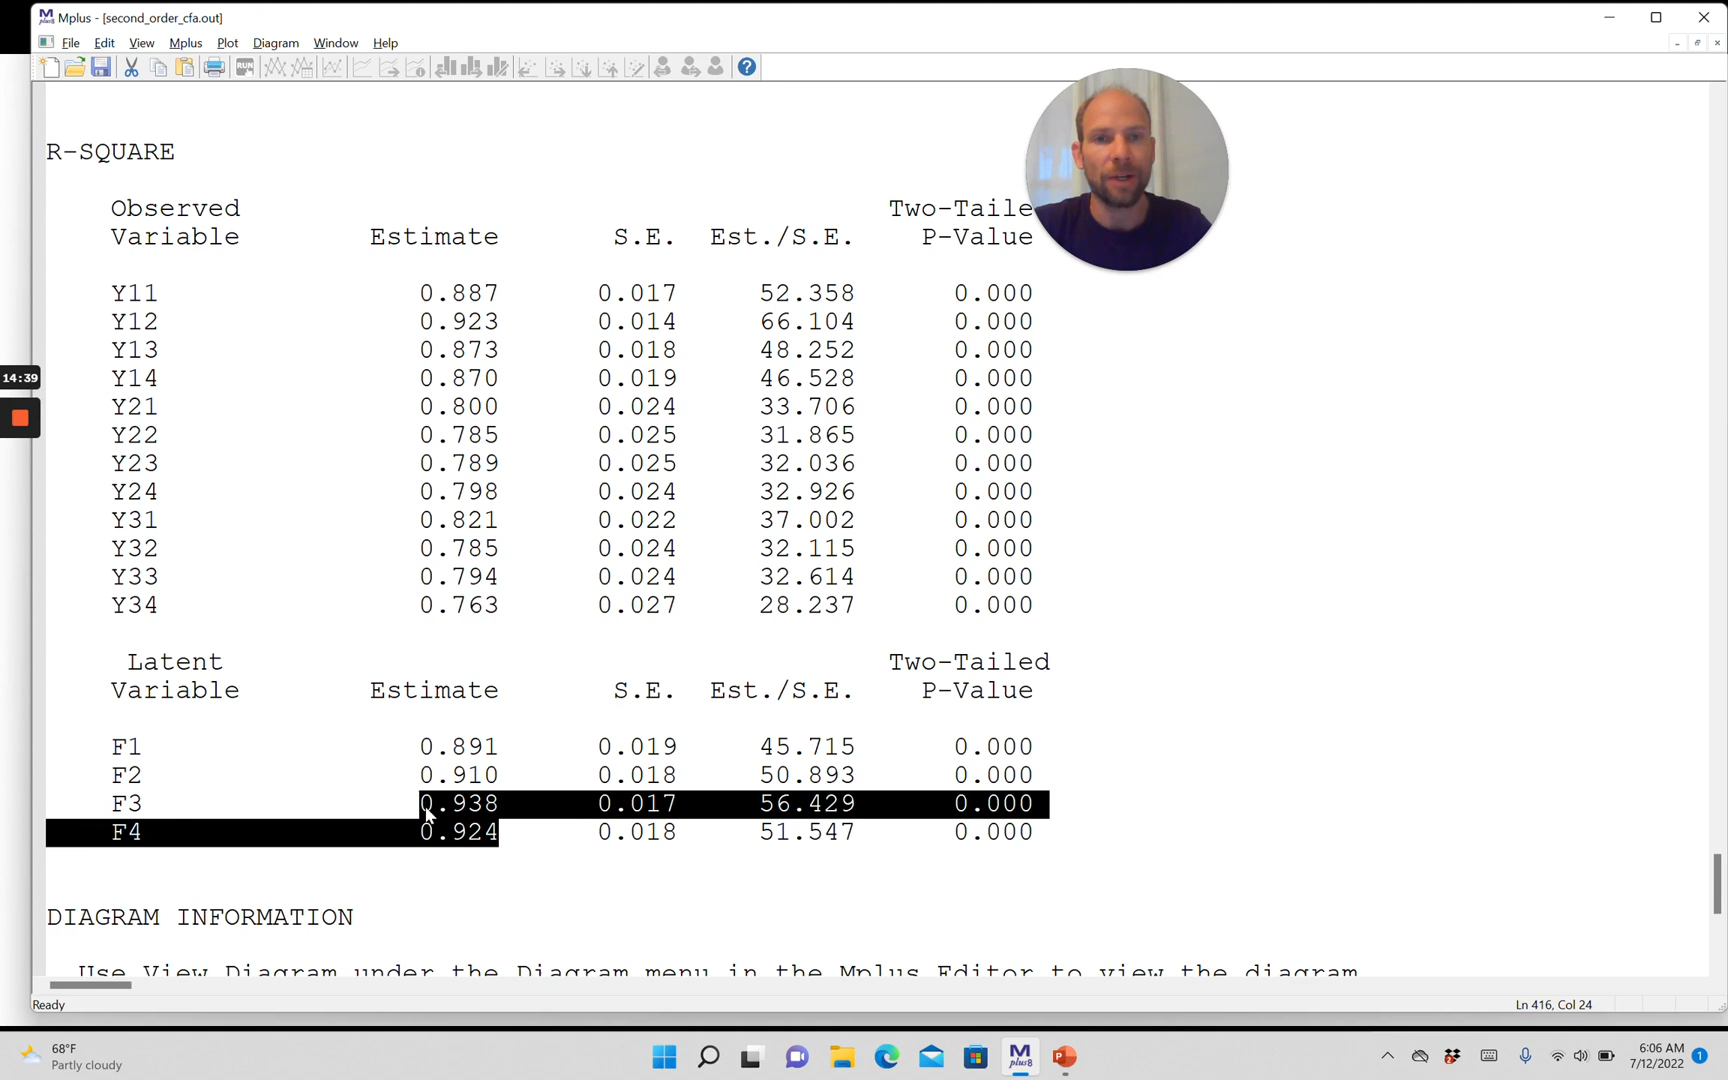 Mplus - [second_order_cfa.out]
File Edit View Mplus Plot Diagram Window Help
RUN
R-SQUARE
Observed Two-Taile
Variable Estimate S.E. Est./S.E. P-Value
Y11 0.887 0.017 52.358 0.000
Y12 0.923 0.014 66.104 0.000
Y13 0.873 0.018 48.252 0.000
Y14 0.870 0.019 46.528 0.000
14:39
Y21 0.800 0.024 33.706 0.000
Y22 0.785 0.025 31.865 0.000
Y23 0.789 0.025 32.036 0.000
Y24 0.798 0.024 32.926 0.000
Y31 0.821 0.022 37.002 0.000
Y32 0.785 0.024 32.115 0.000
Y33 0.794 0.024 32.614 0.000
Y34 0.763 0.027 28.237 0.000
Latent Two-Tailed
Variable Estimate S.E. Est./S.E. P-Value
F1 0.891 0.019 45.715 0.000
F2 0.910 0.018 50.893 0.000
F3 0.938 0.017 56.429 0.000
F4 0.924 0.018 51.547 0.000
DIAGRAM INFORMATION
Use View Diagram under the Diagram menu in the Mplus Editor to view the diagram
Ready Ln 416, Col 24
68°F
Partly cloudy
6:06 AM
7/12/2022
1